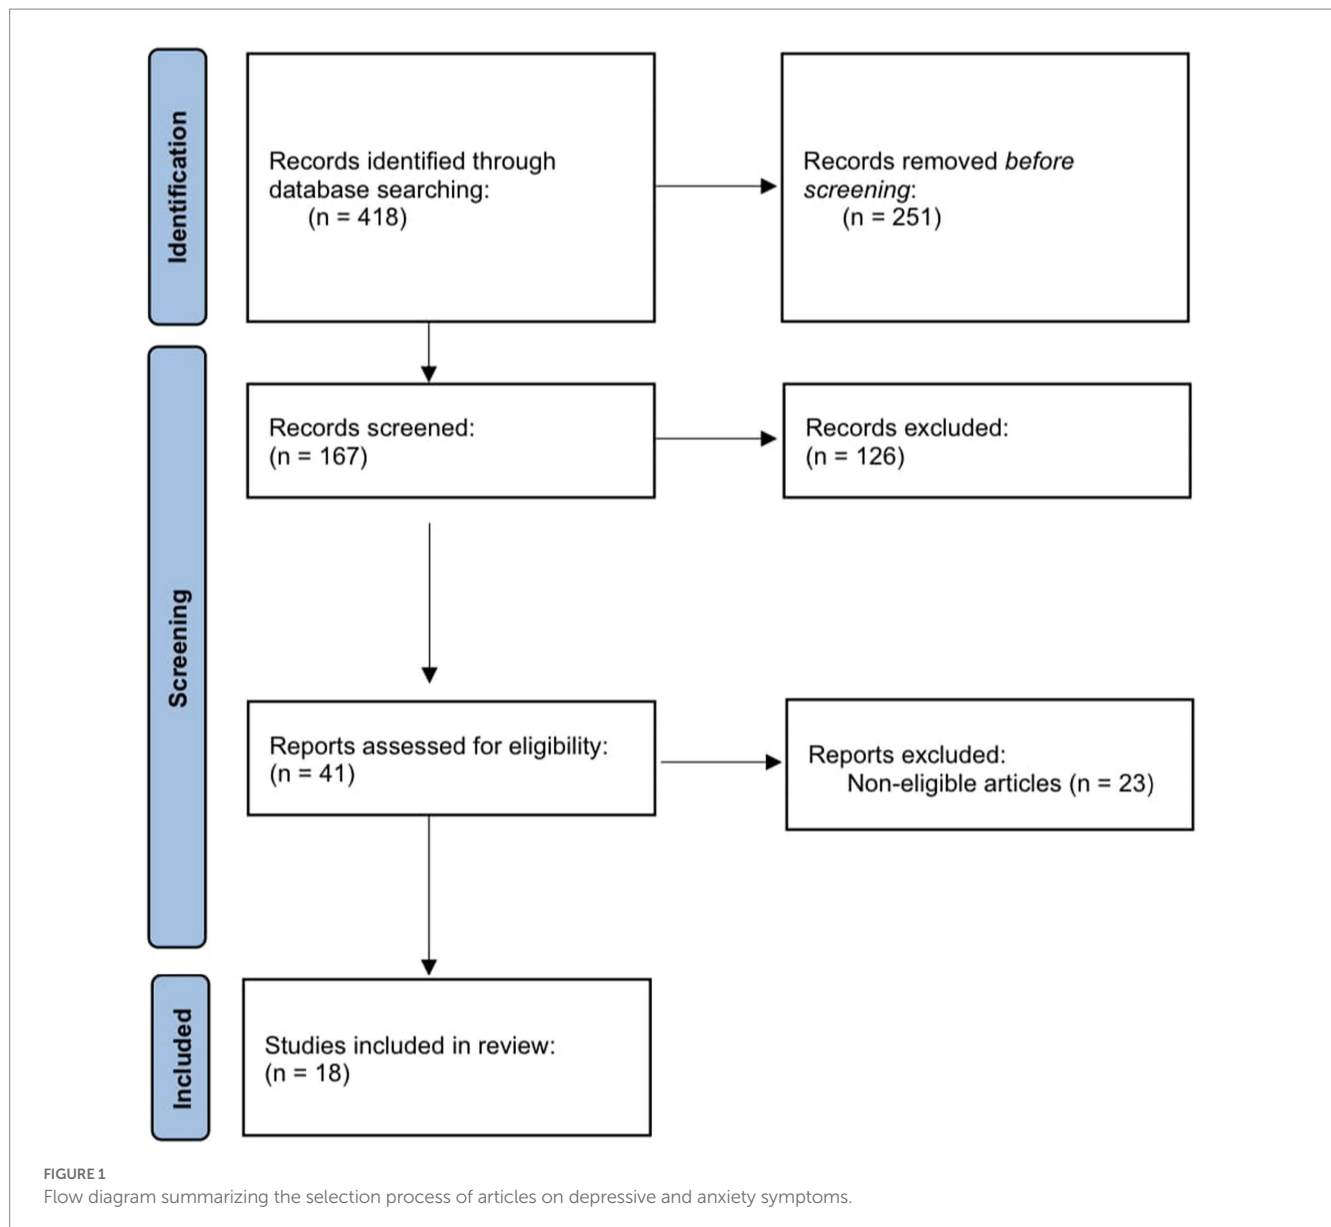 Identification
Records identified through
database searching:
(n = 418)
Records removed before
screening:
(n = 251)
Screening
Records screened:
(n = 167)
Records excluded:
(n = 126)
Reports assessed for eligibility:
(n = 41)
Reports excluded:
Non-eligible articles (n = 23)
Included
Studies included in review:
(n = 18)
FIGURE 1
Flow diagram summarizing the selection process of articles on depressive and anxiety symptoms.